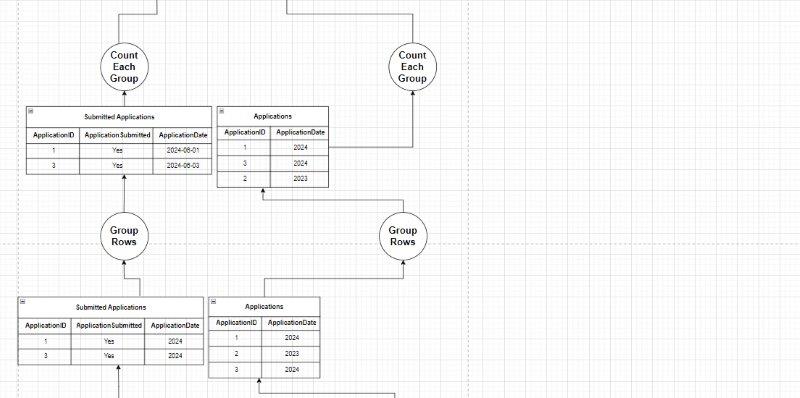 Count
Each
Group
Count
Each
Group
Submitted Applications
ApplicationID ApplicationSubmitted ApplicationDate
1 Yes 2024-08-01
3 Yes 2024-06-03
Applications
ApplicationID ApplicationDate
1 2024
3 2024
2 2023
Group
Rows
Group
Rows
Submitted Applications
ApplicationID ApplicationSubmitted ApplicationDate
1 Yes 2024
3 Yes 2024
Applications
ApplicationID ApplicationDate
1 2024
2 2023
3 2024